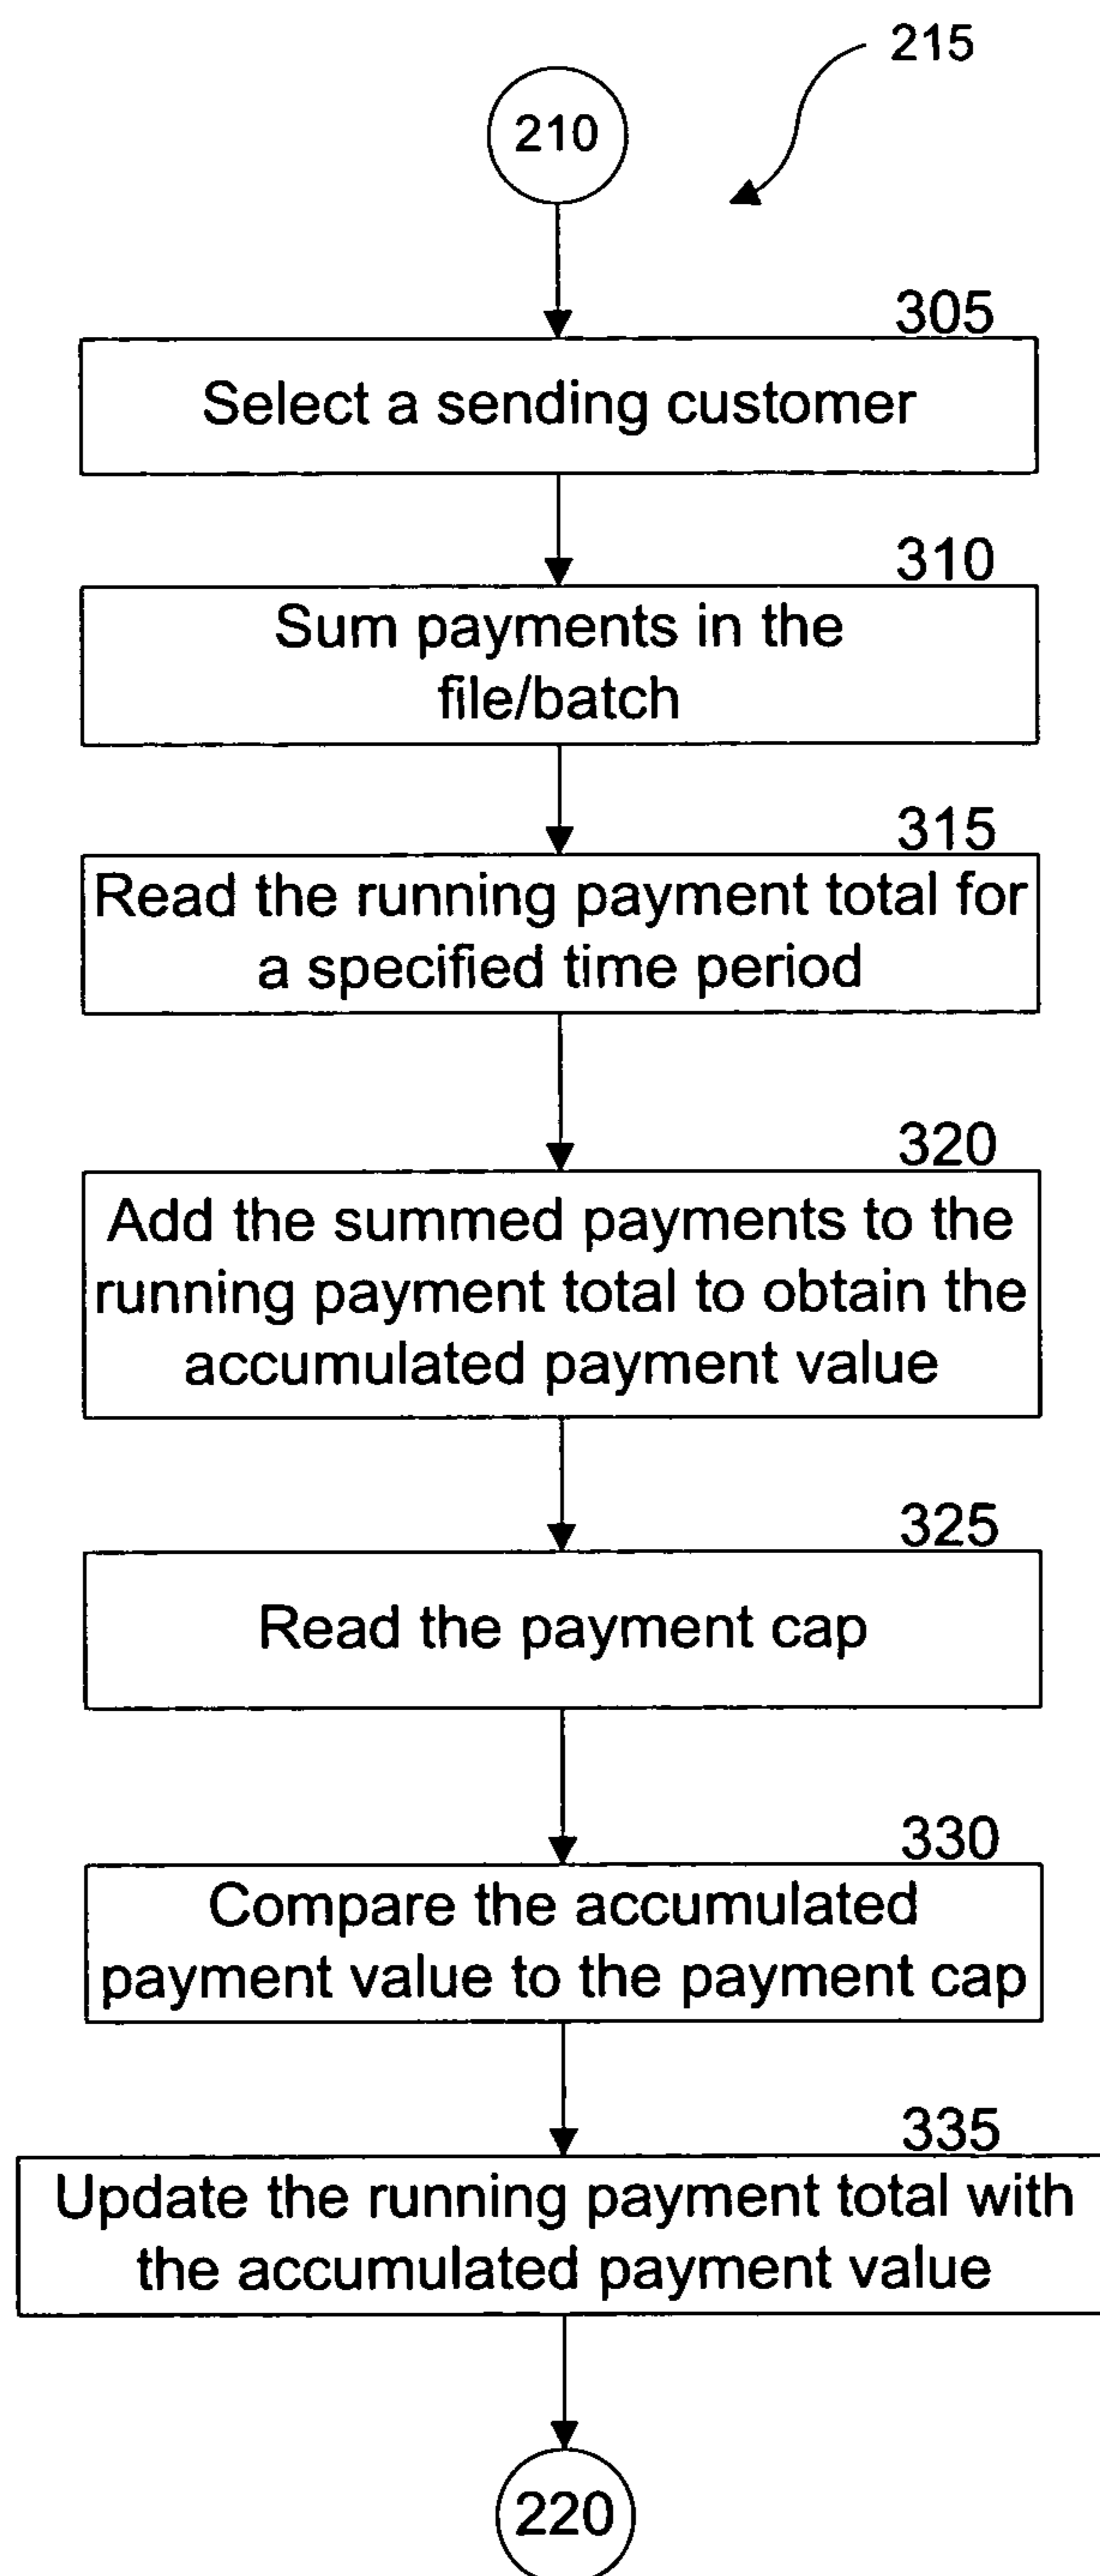 215
210
305
Select a sending customer
310
Sum payments in the
file/batch
315
Read the running payment total for
a specified time period
320
Add the summed payments to the
running payment total to obtain the
accumulated payment value
325
Read the payment cap
330
Compare the accumulated
payment value to the payment cap
335
Update the running payment total with
the accumulated payment value
220